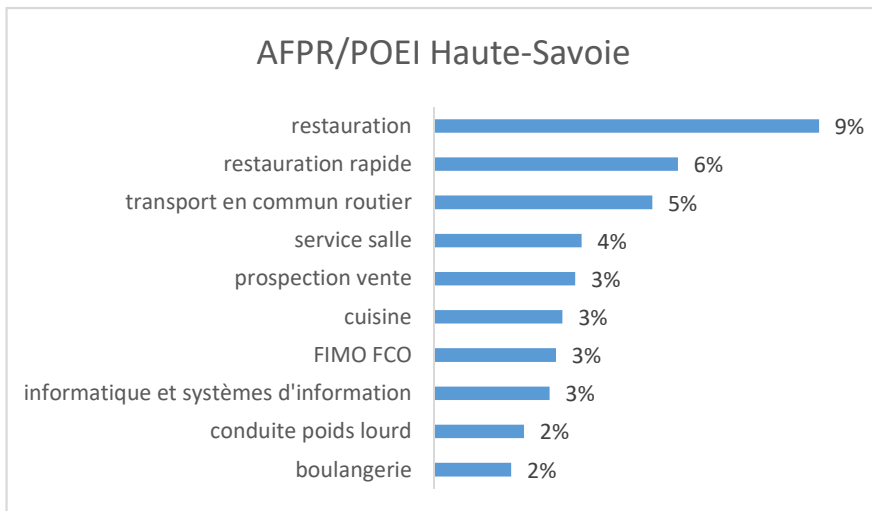 AFPR/POEI Haute-Savoie
restauration 9%
restauration rapide 6%
transport en commun routier 5%
service salle 4%
prospection vente 3%
cuisine 3%
FIMO FCO 3%
informatique et systèmes d'information 3%
conduite poids lourd 2%
boulangerie 2%